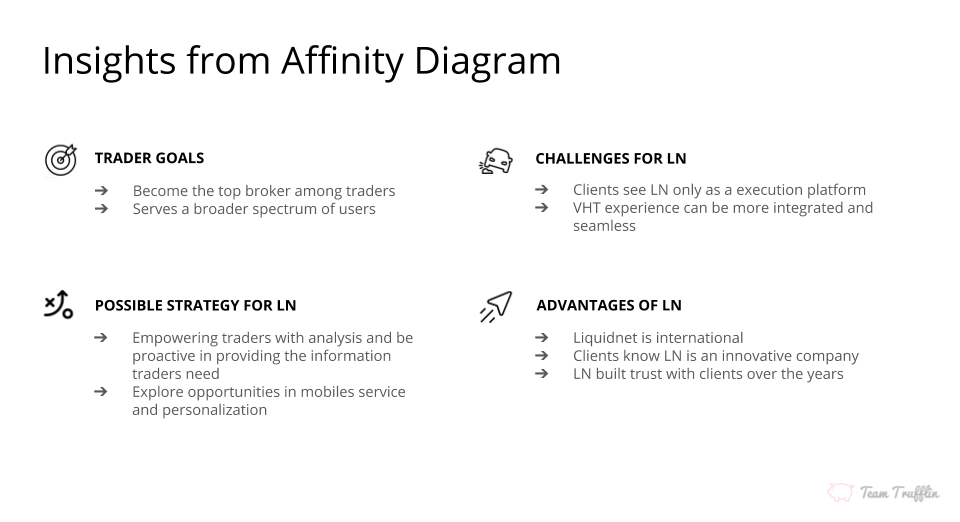 Insights from Affinity Diagram
TRADER GOALS
➔ Become the top broker among traders
➔ Serves a broader spectrum of users
CHALLENGES FOR LN
➔ Clients see LN only as a execution platform
➔ VHT experience can be more integrated and
seamless
POSSIBLE STRATEGY FOR LN
➔ Empowering traders with analysis and be
proactive in providing the information
traders need
➔ Explore opportunities in mobiles service
and personalization
ADVANTAGES OF LN
➔ Liquidnet is international
➔ Clients know LN is an innovative company
➔ LN built trust with clients over the years
Team Trufflin